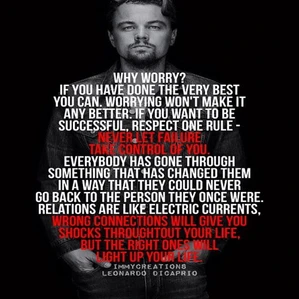 WHY WORRY?
IF YOU HAVE DONE THE VERY BEST
YOU CAN. WORRYING WON'T MAKE IT
ANY BETTER. IF YOU WANT TO BE
SUCCESSFUL, RESPECT ONE RULE -
NEVER LET FAILURE
TAKE CONTROL OF YOU.
EVERYBODY HAS GONE THROUGH
SOMETHING THAT HAS CHANGED THEM
IN A WAY THAT THEY COULD NEVER
GO BACK TO THE PERSON THEY ONCE WERE.
RELATIONS ARE LIKE ELECTRIC CURRENTS,
WRONG CONNECTIONS WILL GIVE YOU
SHOCKS THROUGHTOUT YOUR LIFE,
BUT THE RIGHT ONES WILL
LIGHT UP YOUR LIFE.
IMMYCREATIONS
LEONARDO DICAPRIO